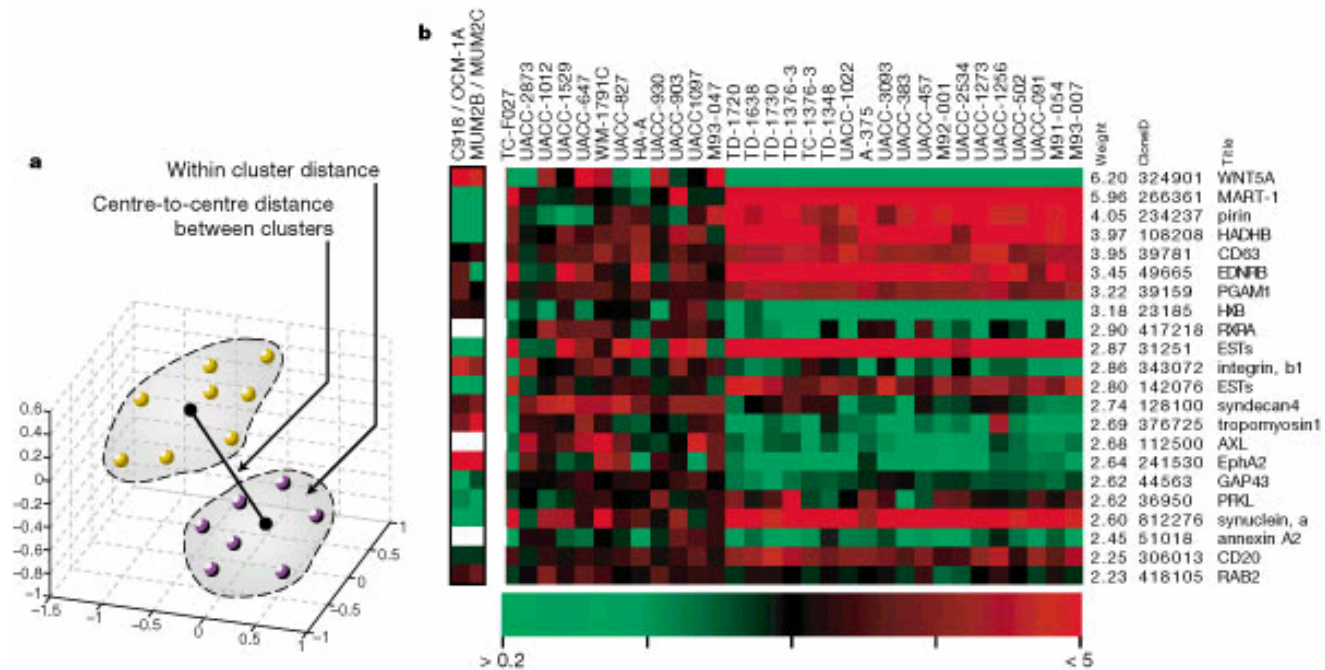 a
Within cluster distance
Centre-to-centre distance
between clusters
0.6
0.4
0.2
0
-0.2
-0.4
-0.6
-0.8
-1
-1.5
-1
-0.5
0
0.5
1
-1
-0.5
0
0.5
1
b
C918 / OCM-1A
MUM2B / MUM2C
TC-F027
UACC-2873
UACC-1012
UACC-1529
UACC-647
WM-1791C
UACC-827
HA-A
UACC-930
UACC-903
UACC1097
M93-047
TD-1720
TD-1638
TD-1730
TD-1376-3
TC-1376-3
TD-1348
UACC-1022
A-375
UACC-3093
UACC-383
UACC-457
M92-001
UACC-2534
UACC-1273
UACC-1256
UACC-502
UACC-091
M91-054
M93-007
Weight CloneID Title
6.20 324901 WNT5A
5.96 266361 MART-1
4.05 234237 pirin
3.97 108208 HADHB
3.95 39781 CD63
3.45 49665 EDNRB
3.22 39159 PGAM1
3.18 23185 HXB
2.90 417218 RXRA
2.87 31251 ESTs
2.86 343072 integrin, b1
2.80 142076 ESTs
2.74 128100 syndecan4
2.69 376725 tropomyosin1
2.68 112500 AXL
2.64 241530 EphA2
2.62 44563 GAP43
2.62 36950 PFKL
2.60 812276 synuclein, a
2.45 51018 annexin A2
2.25 306013 CD20
2.23 418105 RAB2
> 0.2
< 5